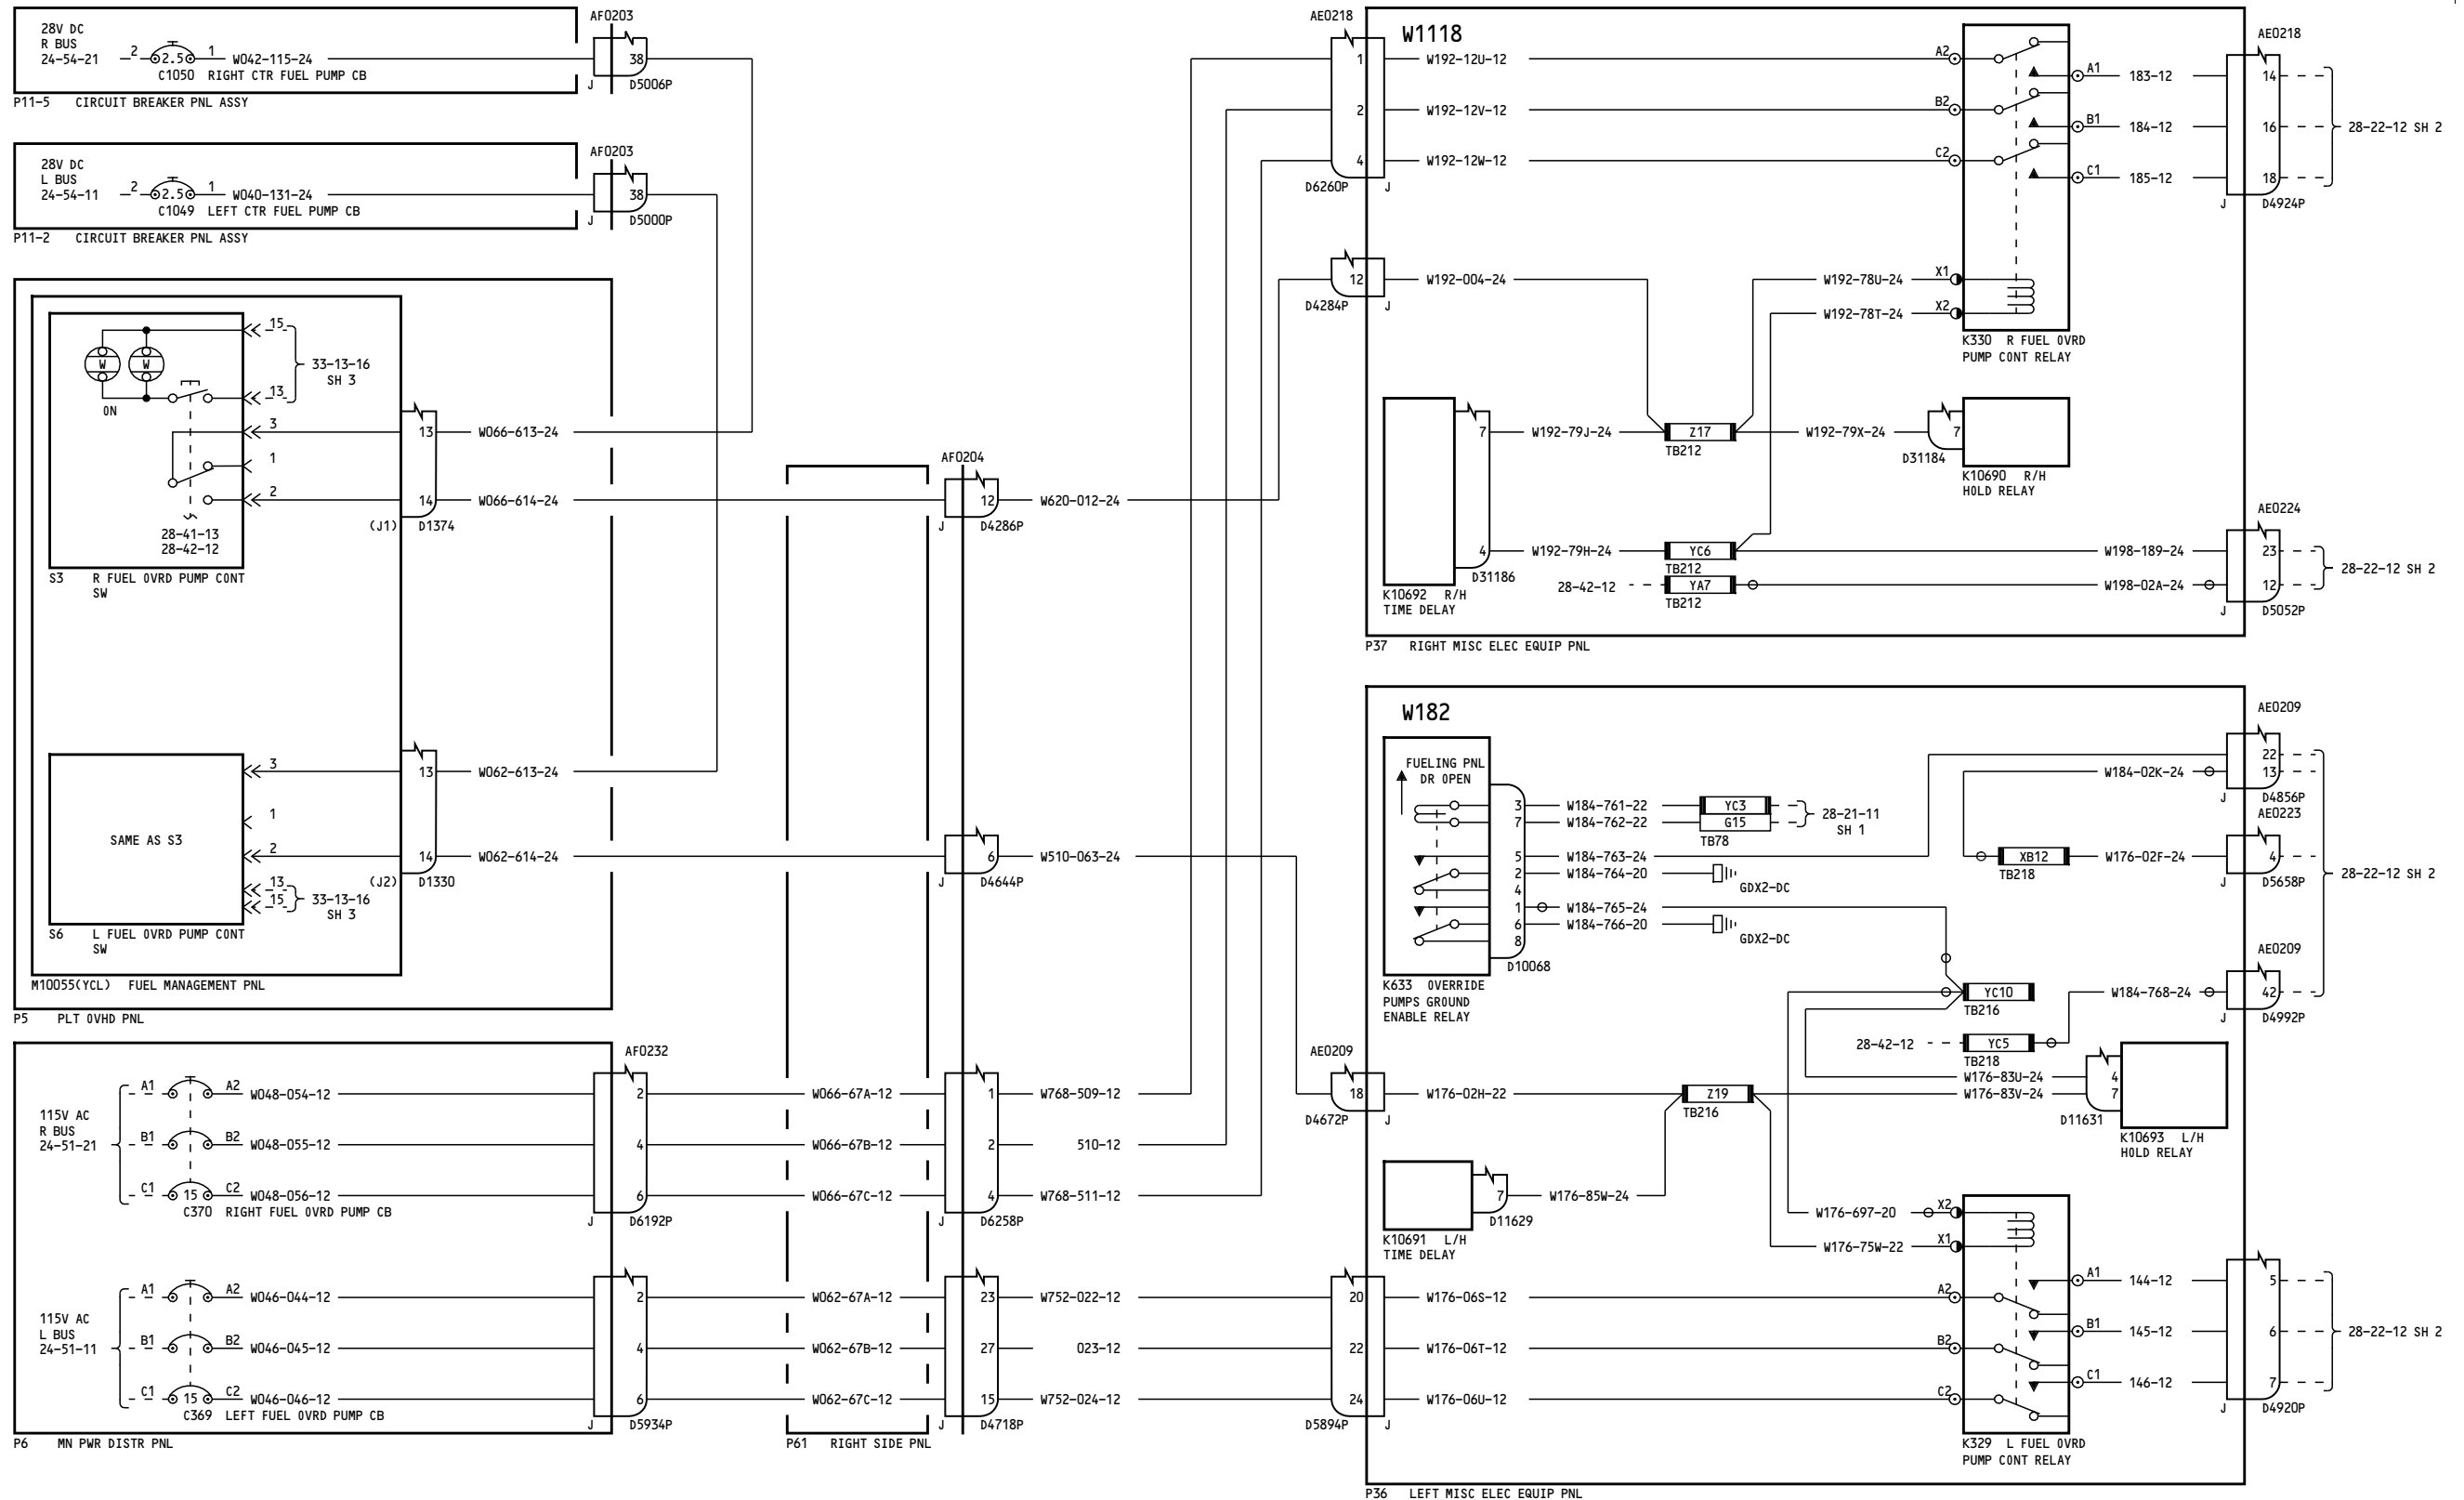 28V DC
R BUS
24-54-21
2
2.5
1
W042-115-24
C1050 RIGHT CTR FUEL PUMP CB
P11-5 CIRCUIT BREAKER PNL ASSY
AF0203
38
J
D5006P
28V DC
L BUS
24-54-11
2
2.5
1
W040-131-24
C1049 LEFT CTR FUEL PUMP CB
P11-2 CIRCUIT BREAKER PNL ASSY
AF0203
38
J
D5000P
W
W
ON
15
13
33-13-16
SH 3
3
1
2
28-41-13
28-42-12
S3 R FUEL OVRD PUMP CONT
SW
13
W066-613-24
14
W066-614-24
(J1)
D1374
SAME AS S3
3
1
2
13
15
33-13-16
SH 3
S6 L FUEL OVRD PUMP CONT
SW
13
W062-613-24
14
W062-614-24
(J2)
D1330
M10055(YCL) FUEL MANAGEMENT PNL
P5 PLT OVHD PNL
AF0204
12
W620-012-24
J
D4286P
6
W510-063-24
J
D4644P
115V AC
R BUS
24-51-21
A1
A2
W048-054-12
B1
B2
W048-055-12
C1
15
C2
W048-056-12
C370 RIGHT FUEL OVRD PUMP CB
AF0232
2
4
6
J
D6192P
W066-67A-12
W066-67B-12
W066-67C-12
1
2
4
J
D6258P
W768-509-12
510-12
W768-511-12
115V AC
L BUS
24-51-11
A1
A2
W046-044-12
B1
B2
W046-045-12
C1
15
C2
W046-046-12
C369 LEFT FUEL OVRD PUMP CB
2
4
6
J
D5934P
W062-67A-12
W062-67B-12
W062-67C-12
23
27
15
J
D4718P
W752-022-12
023-12
W752-024-12
P6 MN PWR DISTR PNL
P61 RIGHT SIDE PNL
AE0218
W1118
1
W192-12U-12
A2
2
W192-12V-12
B2
4
W192-12W-12
C2
D6260P
J
A1
183-12
B1
184-12
C1
185-12
AE0218
14
16
18
J
D4924P
28-22-12 SH 2
12
W192-004-24
D4284P
J
W192-78U-24
X1
W192-78T-24
X2
K330 R FUEL OVRD
PUMP CONT RELAY
7
W192-79J-24
Z17
TB212
W192-79X-24
7
D31184
K10690 R/H
HOLD RELAY
4
W192-79H-24
YC6
TB212
W198-189-24
D31186
K10692 R/H
TIME DELAY
28-42-12
YA7
TB212
W198-02A-24
AE0224
23
12
J
D5052P
28-22-12 SH 2
P37 RIGHT MISC ELEC EQUIP PNL
W182
FUELING PNL
DR OPEN
3
W184-761-22
YC3
7
W184-762-22
G15
TB78
28-21-11
SH 1
5
W184-763-24
2
W184-764-20
GDX2-DC
4
1
W184-765-24
6
W184-766-20
GDX2-DC
8
D10068
K633 OVERRIDE
PUMPS GROUND
ENABLE RELAY
AE0209
22
W184-02K-24
13
J
D4856P
AE0223
XB12
TB218
W176-02F-24
4
J
D5658P
28-22-12 SH 2
YC10
TB216
W184-768-24
AE0209
42
J
D4992P
28-42-12
YC5
TB218
AE0209
18
D4672P
J
W176-02H-22
Z19
TB216
W176-83U-24
4
W176-83V-24
7
D11631
K10693 L/H
HOLD RELAY
7
W176-85W-24
D11629
K10691 L/H
TIME DELAY
W176-697-20
X2
W176-75W-22
X1
20
W176-06S-12
A2
22
W176-06T-12
B2
24
W176-06U-12
C2
D5894P
J
A1
144-12
B1
145-12
C1
146-12
5
6
7
J
D4920P
28-22-12 SH 2
K329 L FUEL OVRD
PUMP CONT RELAY
P36 LEFT MISC ELEC EQUIP PNL